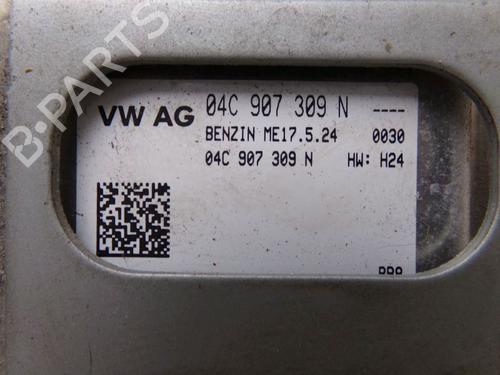 B-PARTS
VW AG 04C 907 309 N ----
BENZIN ME17.5.24 0030
04C 907 309 N HW: H24